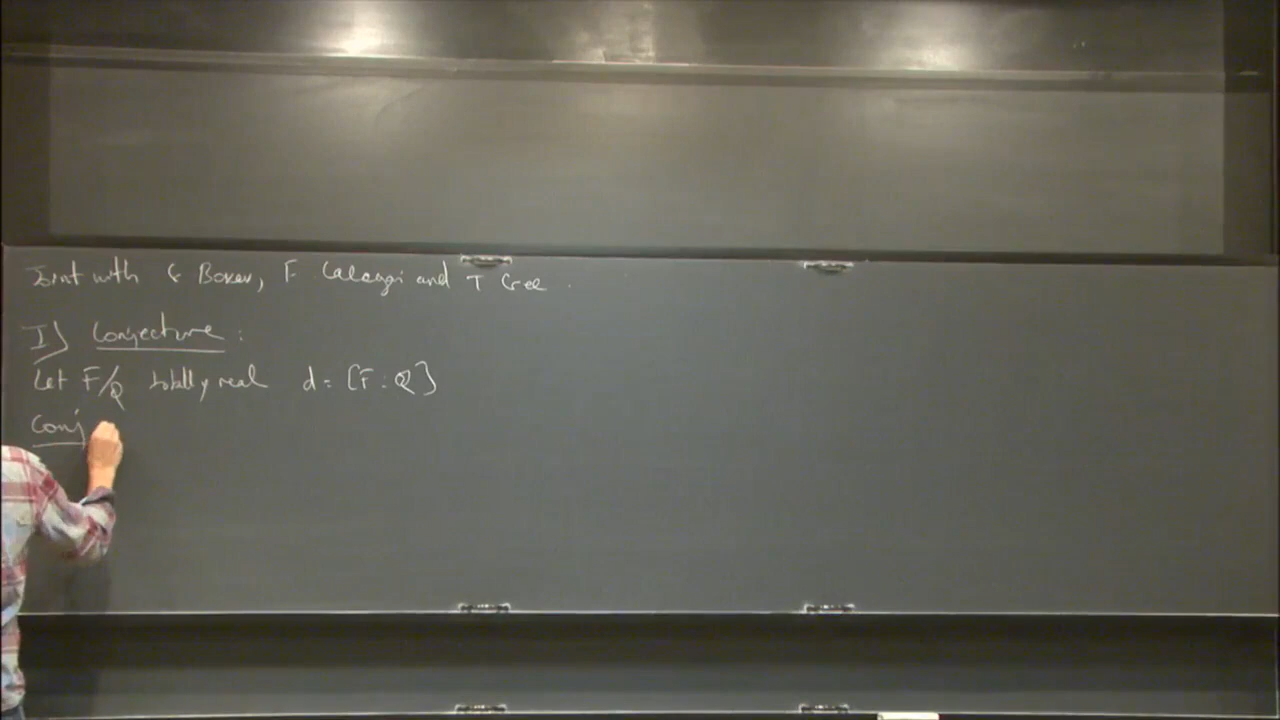 Joint with G Boxer, F Calegari and T Gee.
I) Conjecture:
Let F/Q totally real d = [F : Q]
Conj